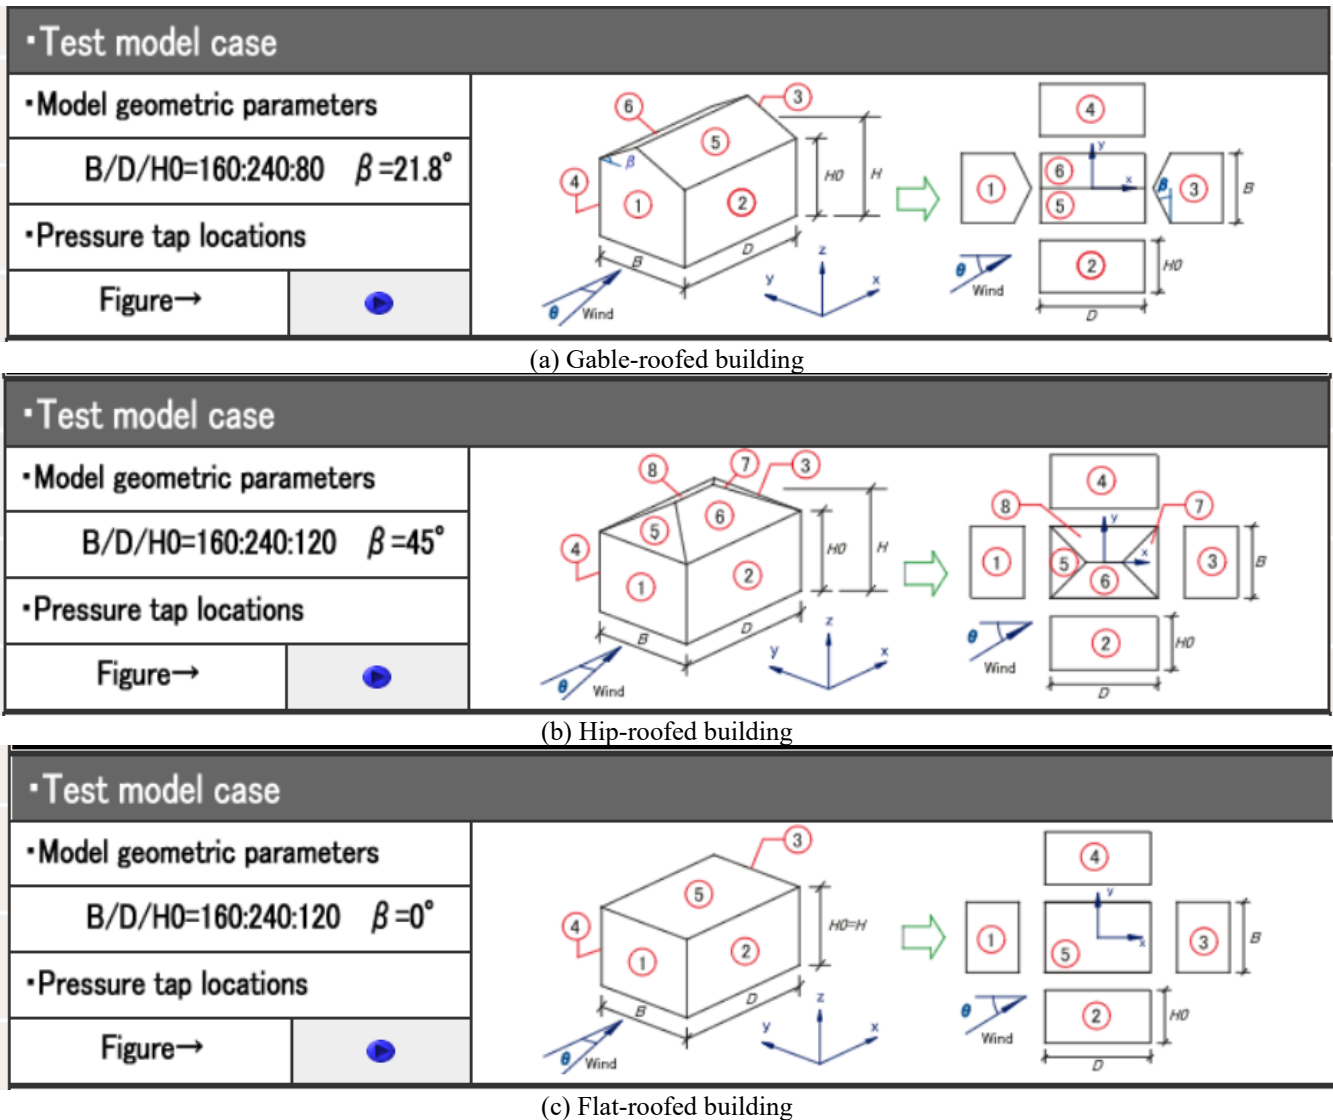 ・Test model case
・Model geometric parameters
B/D/H0=160:240:80 β=21.8°
・Pressure tap locations
Figure→
6
3
5
4
1
2
β
H0
H
B
D
θ
Wind
z
y
x
4
y
1
6
x
5
β
3
B
θ
Wind
2
H0
D
(a) Gable-roofed building
・Test model case
・Model geometric parameters
B/D/H0=160:240:120 β=45°
・Pressure tap locations
Figure→
8
7
3
5
6
4
1
2
H0
H
B
D
θ
Wind
z
y
x
4
8
7
y
1
5
x
6
3
B
θ
Wind
2
H0
D
(b) Hip-roofed building
・Test model case
・Model geometric parameters
B/D/H0=160:240:120 β=0°
・Pressure tap locations
Figure→
3
5
4
1
2
H0=H
B
D
θ
Wind
z
y
x
4
y
1
5
x
3
B
θ
Wind
2
H0
D
(c) Flat-roofed building